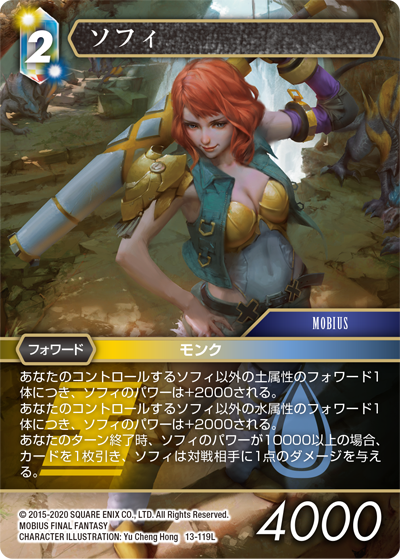 2
ソフィ
MOBIUS
フォワード
モンク
あなたのコントロールするソフィ以外の土属性のフォワード1
体につき、ソフィのパワーは+2000される。
あなたのコントロールするソフィ以外の水属性のフォワード1
体につき、ソフィのパワーは+2000される。
あなたのターン終了時、ソフィのパワーが10000以上の場合、
カードを1枚引き、ソフィは対戦相手に1点のダメージを与え
る。
© 2015-2020 SQUARE ENIX CO., LTD. All Rights Reserved.
MOBIUS FINAL FANTASY
CHARACTER ILLUSTRATION: Yu Cheng Hong 13-119L
4000